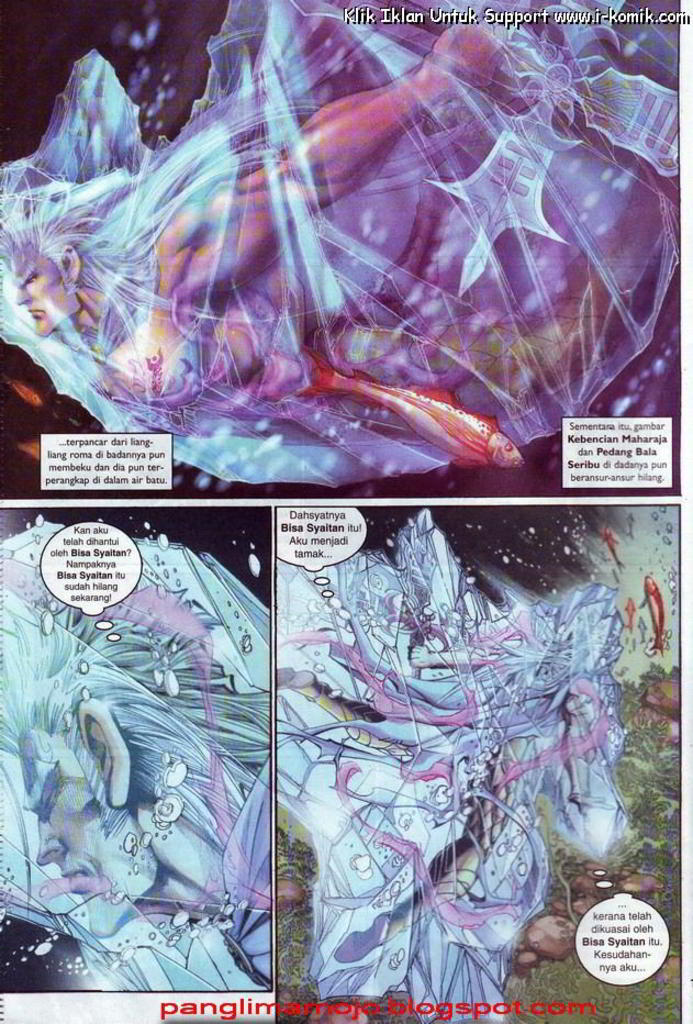 Klik Iklan Untuk Support www.i-komik.com
...terpancar dari liang-
liang roma di badannya pun
membeku dan dia pun ter-
perangkap di dalam air batu.
Sementara itu, gambar
Kebencian Maharaja
dan Pedang Bala
Seribu di dadanya pun
beransur-ansur hilang.
Kan aku
telah dihantui
oleh Bisa Syaitan?
Nampaknya
Bisa Syaitan itu
sudah hilang
sekarang!
Dahsyatnya
Bisa Syaitan itu!
Aku menjadi
tamak...
...
kerana telah
dikuasai oleh
Bisa Syaitan itu.
Kesudahan-
nya aku...
panglimamojo.blogspot.com